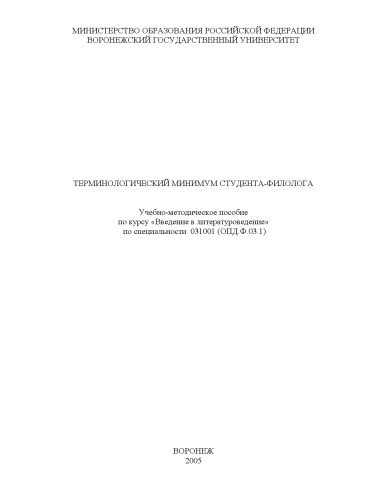 МИНИСТЕРСТВО ОБРАЗОВАНИЯ РОССИЙСКОЙ ФЕДЕРАЦИИ
ВОРОНЕЖСКИЙ ГОСУДАРСТВЕННЫЙ УНИВЕРСИТЕТ
ТЕРМИНОЛОГИЧЕСКИЙ МИНИМУМ СТУДЕНТА-ФИЛОЛОГА
Учебно-методическое пособие
по курсу «Введение в литературоведение»
по специальности 031001 (ОПД.Ф.03.1)
ВОРОНЕЖ
2005